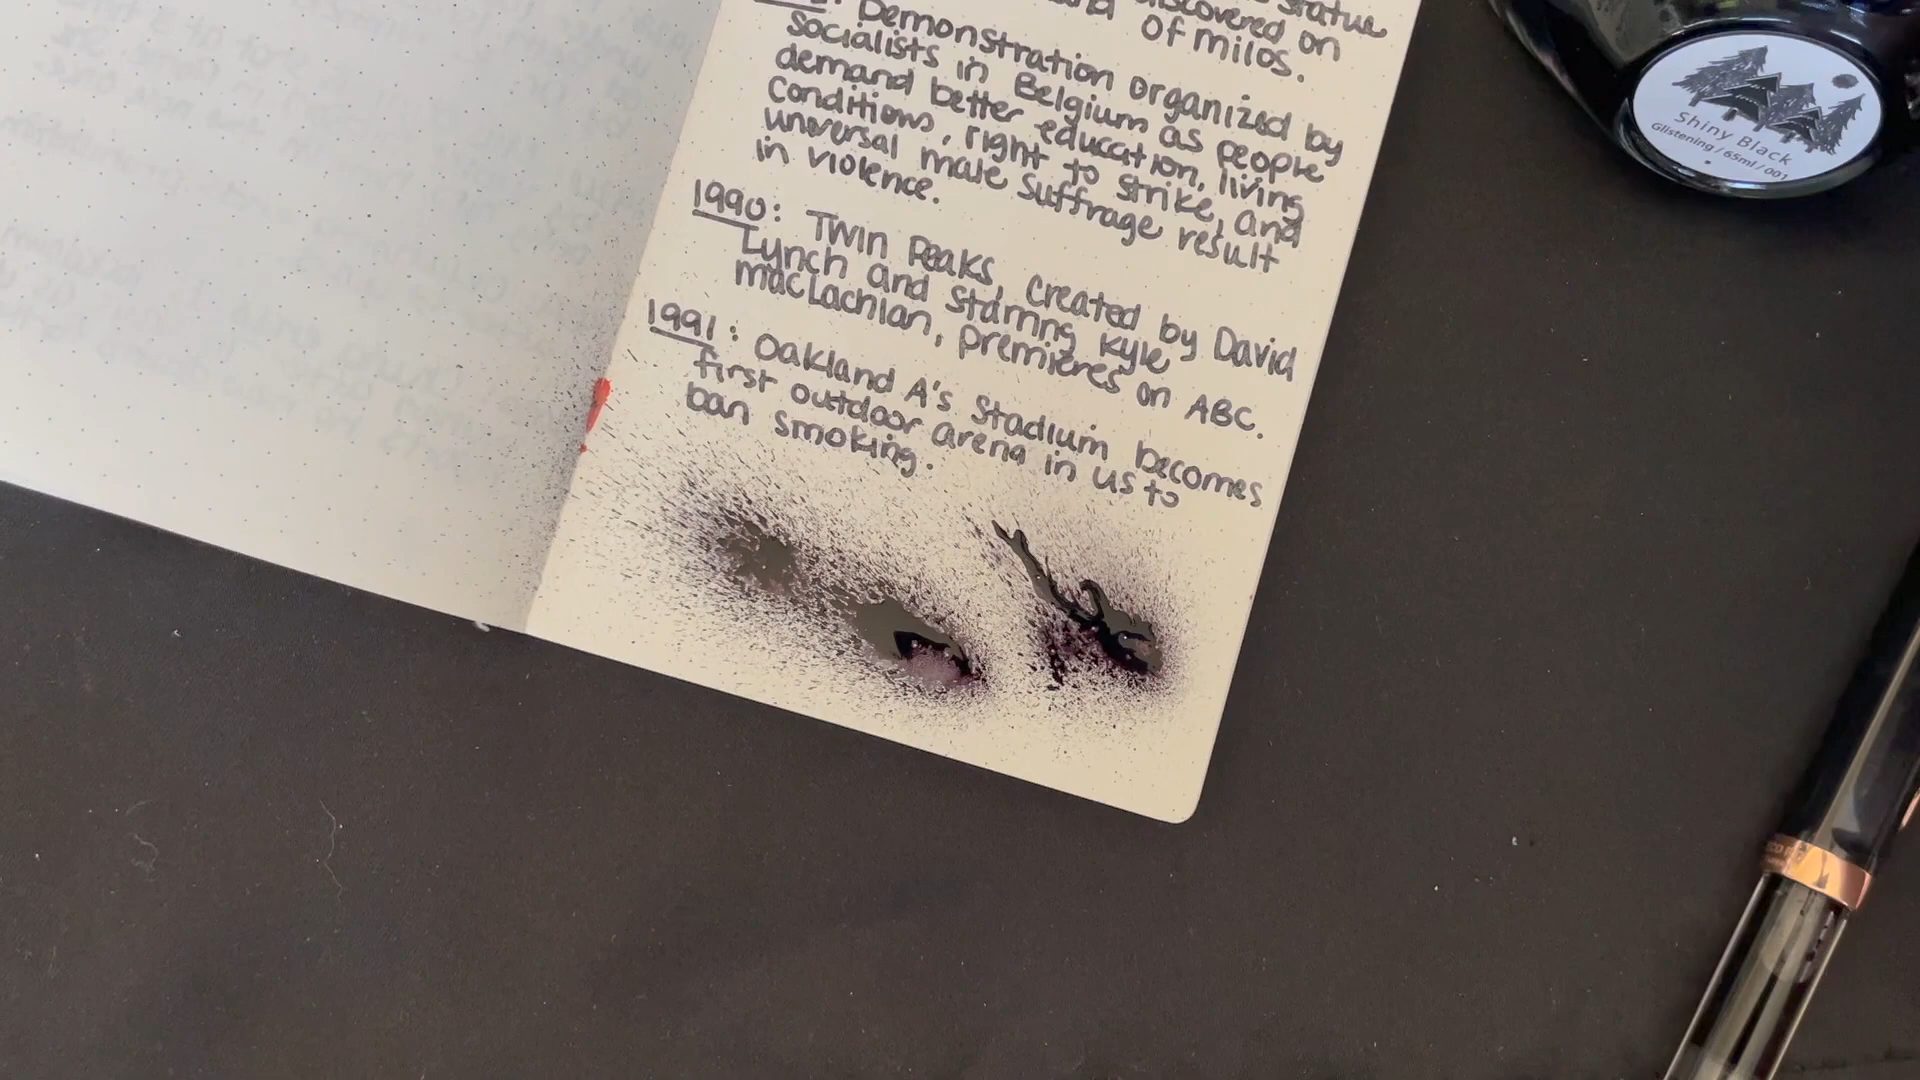 statue
discovered on
of Milos.
: Demonstration organized by
socialists in Belgium as people
demand better education, living
conditions, right to strike, and
universal male suffrage result
in violence.
1990: Twin Peaks, created by David
Lynch and starring Kyle
MacLachlan, premieres on ABC.
1991: Oakland A's Stadium becomes
first outdoor arena in US to
ban smoking.
Shiny Black
Glistening / 65ml / 001